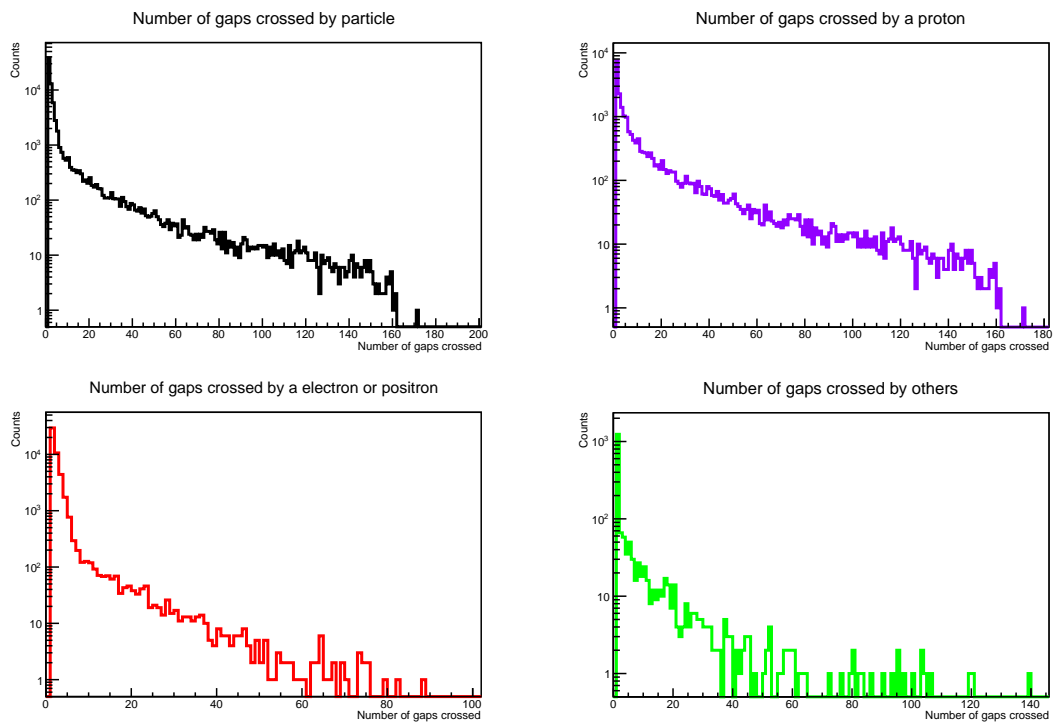 Number of gaps crossed by particle
Counts
10^4
10^3
10^2
10
1
0 20 40 60 80 100 120 140 160 180 200
Number of gaps crossed
Number of gaps crossed by a proton
Counts
10^4
10^3
10^2
10
1
0 20 40 60 80 100 120 140 160 180
Number of gaps crossed
Number of gaps crossed by a electron or positron
Counts
10^4
10^3
10^2
10
1
0 20 40 60 80 100
Number of gaps crossed
Number of gaps crossed by others
Counts
10^3
10^2
10
1
0 20 40 60 80 100 120 140
Number of gaps crossed